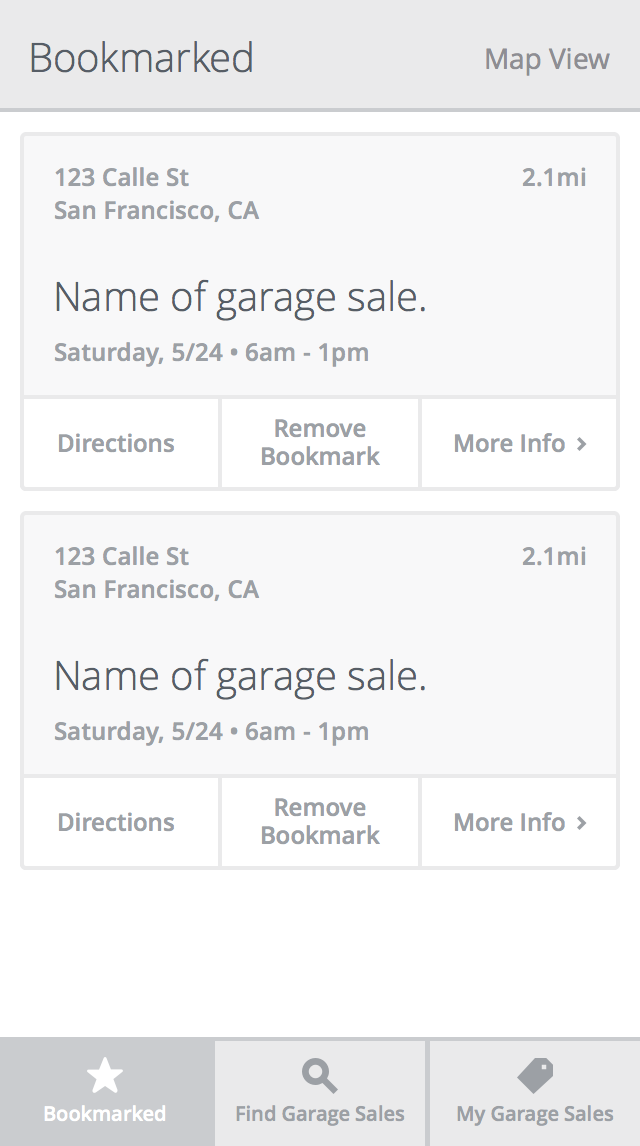 Bookmarked
Map View
123 Calle St
2.1mi
San Francisco, CA
Name of garage sale.
Saturday, 5/24 • 6am - 1pm
Directions
Remove
Bookmark
More Info
123 Calle St
2.1mi
San Francisco, CA
Name of garage sale.
Saturday, 5/24 • 6am - 1pm
Directions
Remove
Bookmark
More Info
Bookmarked
Find Garage Sales
My Garage Sales